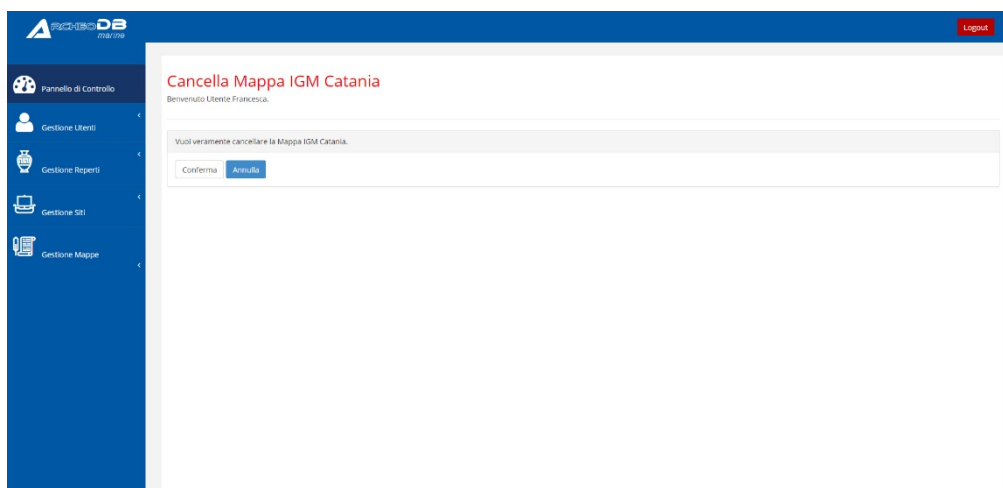 ARCHEODB
marine
Logout
Pannello di Controllo
Gestione Utenti
Gestione Reperti
Gestione Siti
Gestione Mappe
Cancella Mappa IGM Catania
Benvenuto Utente Francesca.
Vuoi veramente cancellare la Mappa IGM Catania.
Conferma Annulla